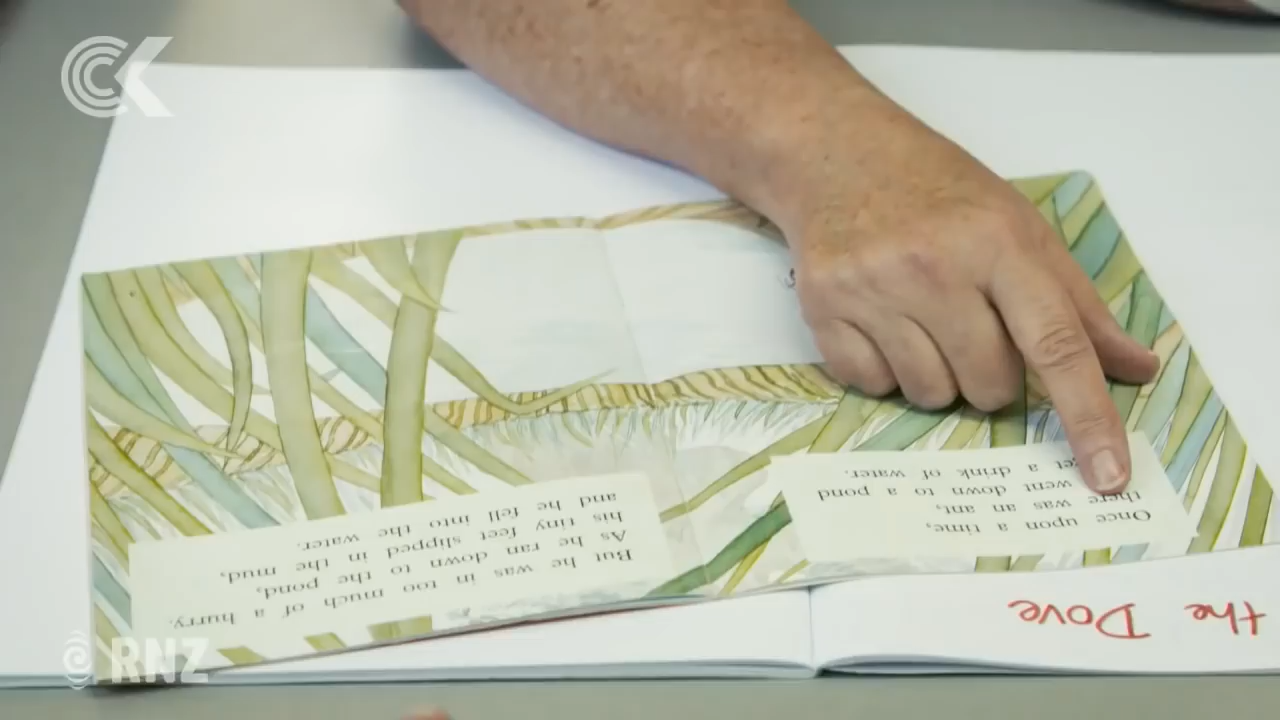 CK
Once upon a time,
there was an ant,
went down to a pond
get a drink of water.
But he was in too much of a hurry.
As he ran down to the pond,
his tiny feet slipped in the mud,
and he fell into the water.
the Dove
RNZ